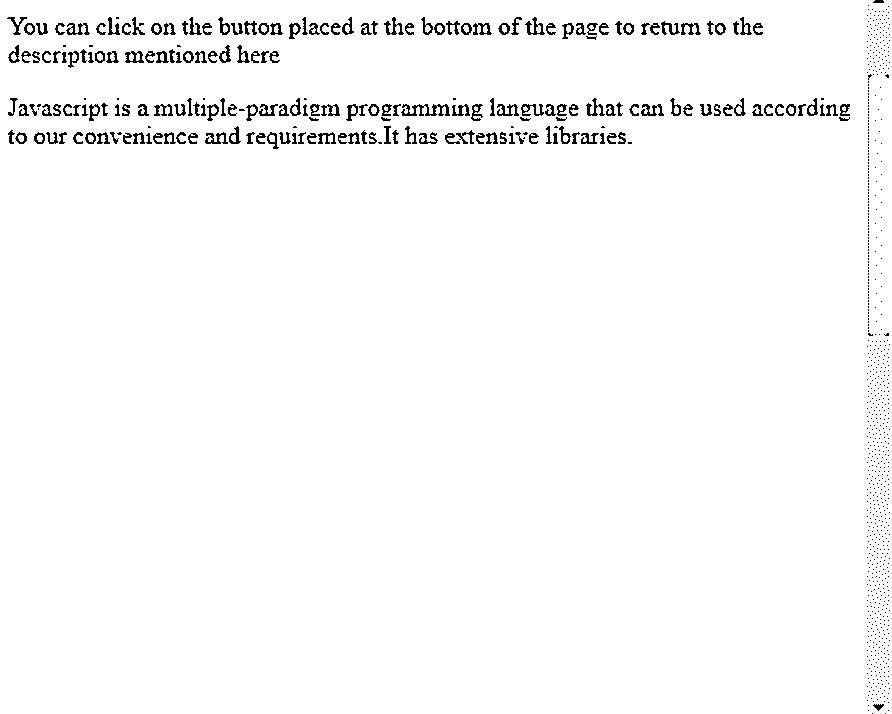 You can click on the button placed at the bottom of the page to return to the
description mentioned here
Javascript is a multiple-paradigm programming language that can be used according
to our convenience and requirements.It has extensive libraries.